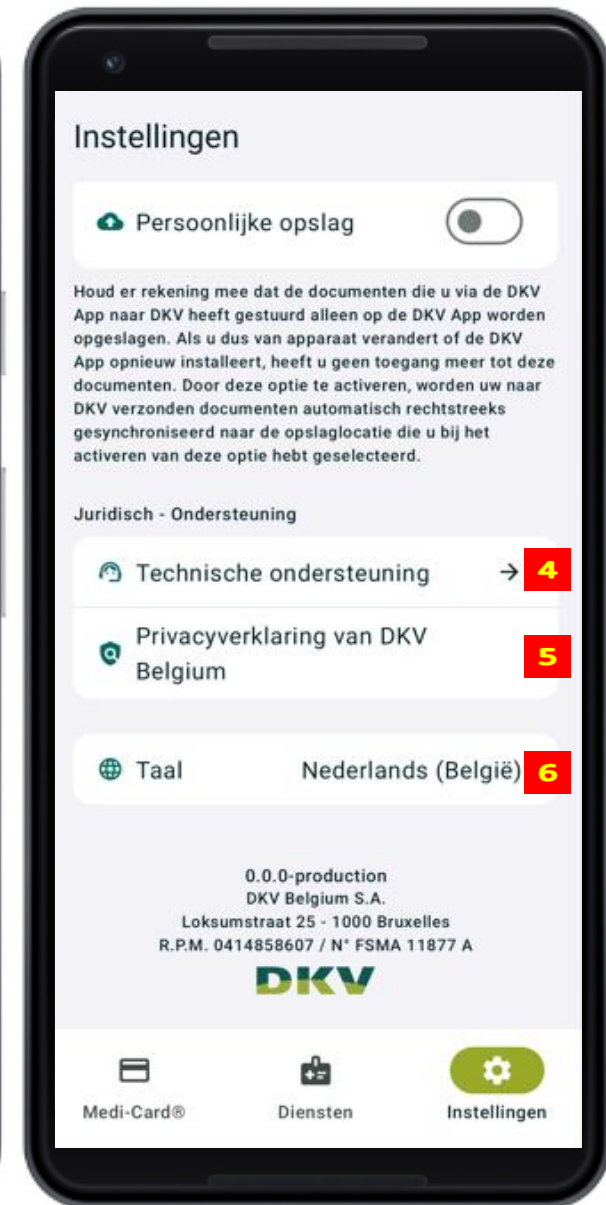 Instellingen
Persoonlijke opslag
Houd er rekening mee dat de documenten die u via de DKV
App naar DKV heeft gestuurd alleen op de DKV App worden
opgeslagen. Als u dus van apparaat verandert of de DKV
App opnieuw installeert, heeft u geen toegang meer tot deze
documenten. Door deze optie te activeren, worden uw naar
DKV verzonden documenten automatisch rechtstreeks
gesynchroniseerd naar de opslaglocatie die u bij het
activeren van deze optie hebt geselecteerd.
Juridisch - Ondersteuning
Technische ondersteuning → 4
Privacyverklaring van DKV
Belgium
5
Taal Nederlands (België) 6
0.0.0-production
DKV Belgium S.A.
Loksumstraat 25 - 1000 Bruxelles
R.P.M. 0414858607 / N° FSMA 11877 A
DKV
Medi-Card® Diensten Instellingen